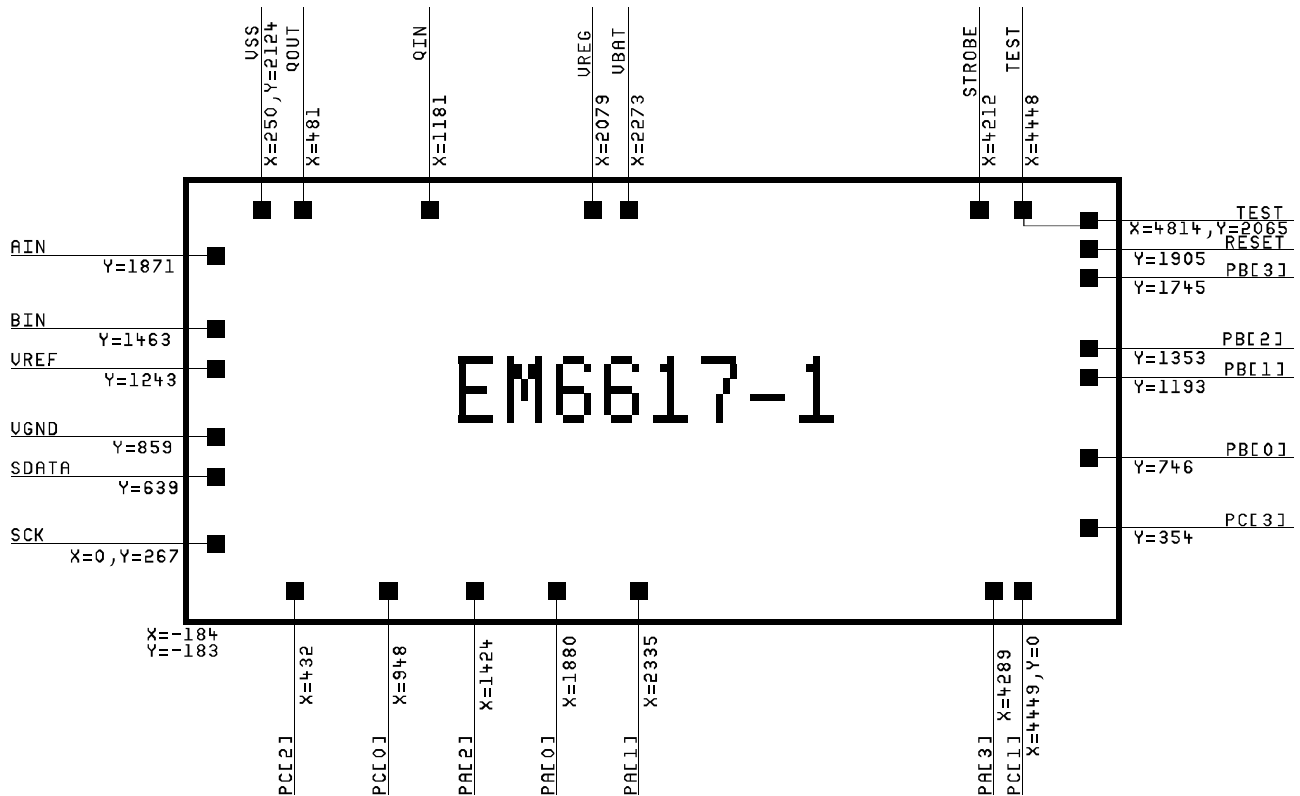 VSS
X=250,Y=2124
QOUT
X=481
QIN
X=1181
VREG
X=2079
VBAT
X=2273
STROBE
X=4212
TEST
X=4448
AIN
Y=1871
BIN
Y=1463
VREF
Y=1243
VGND
Y=859
SDATA
Y=639
SCK
X=0,Y=267
EM6617-1
TEST
X=4814,Y=2065
RESET
Y=1905
PB[3]
Y=1745
PB[2]
Y=1353
PB[1]
Y=1193
PB[0]
Y=746
PC[3]
Y=354
X=-184
Y=-183
X=432
PC[2]
X=948
PC[0]
X=1424
PA[2]
X=1880
PA[0]
X=2335
PA[1]
X=4289
PA[3]
X=4449,Y=0
PC[1]